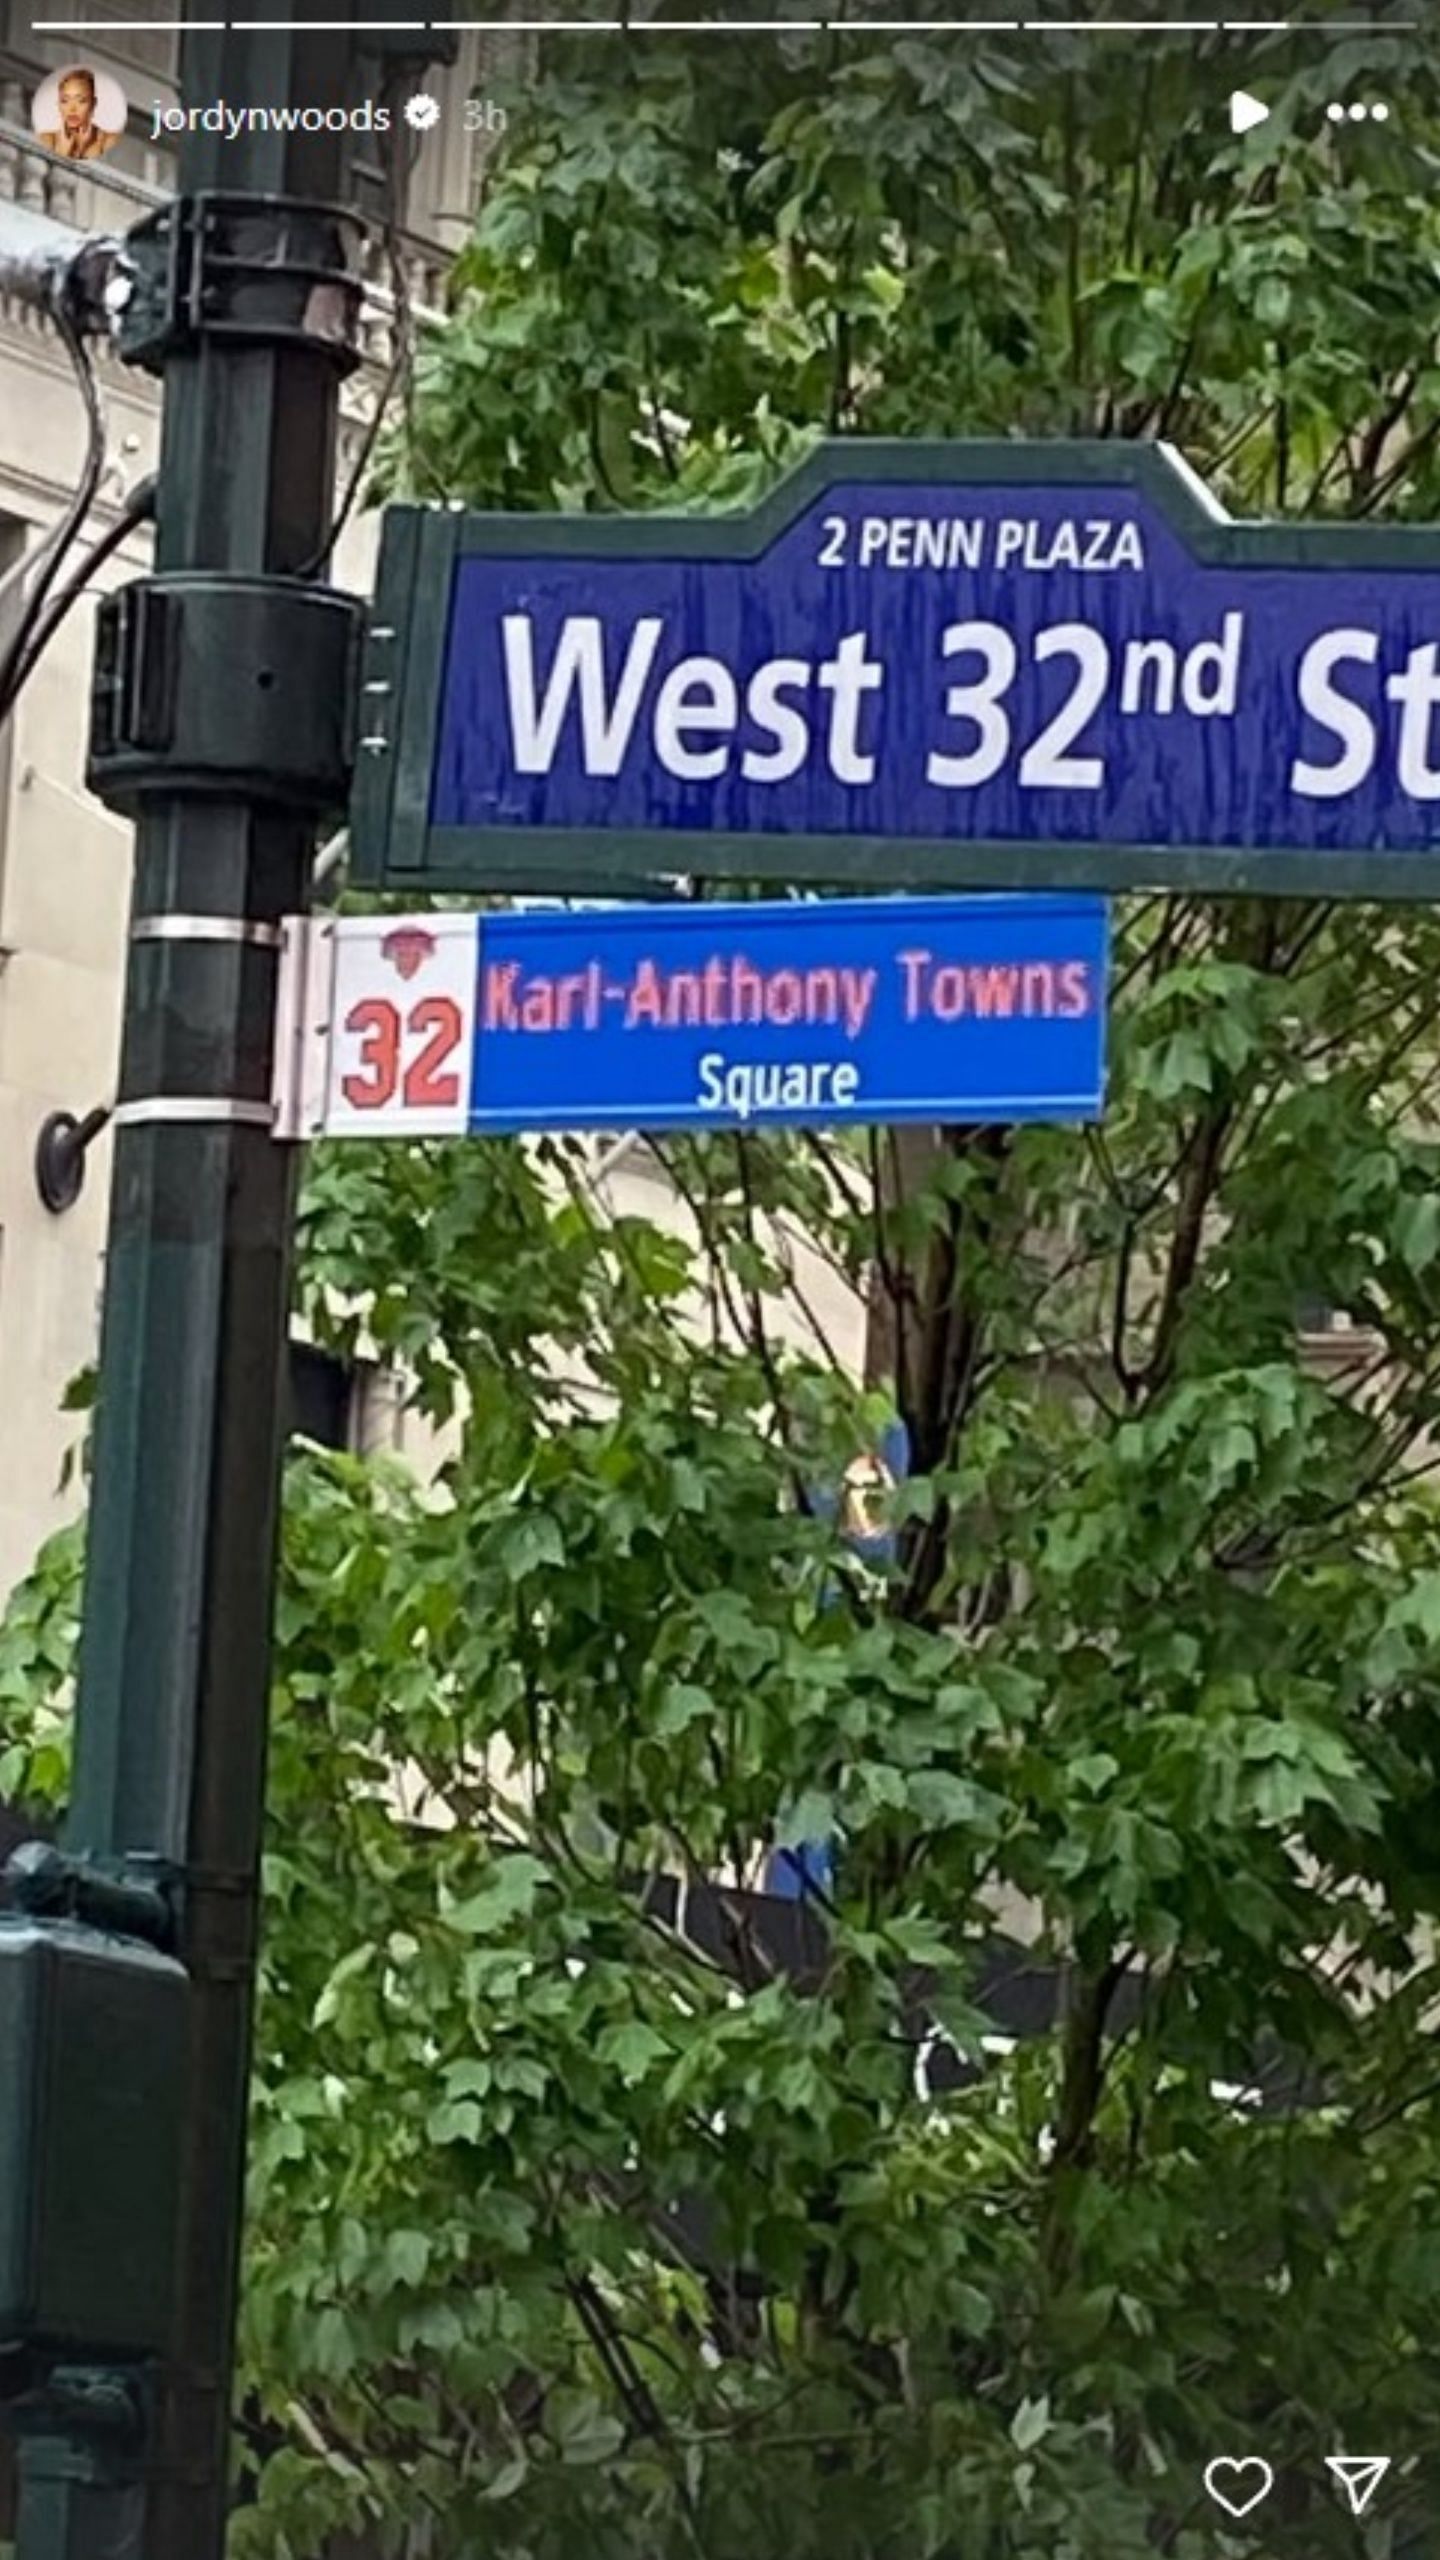 jordynwoods 3h
2 PENN PLAZA
West 32nd St
32
Karl-Anthony Towns
Square